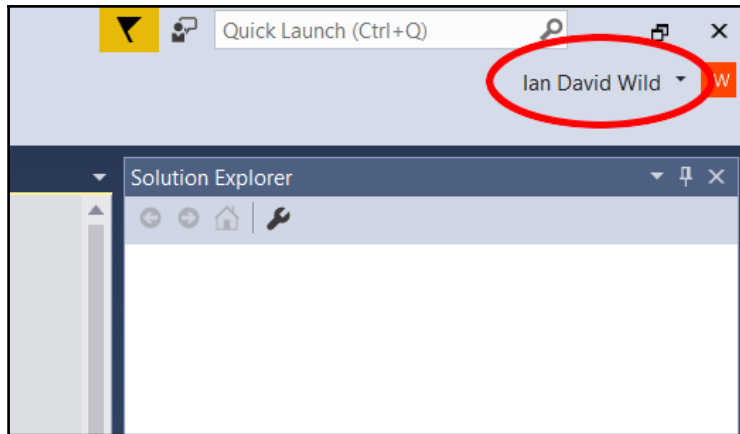 Quick Launch (Ctrl+Q)
Ian David Wild
W
Solution Explorer